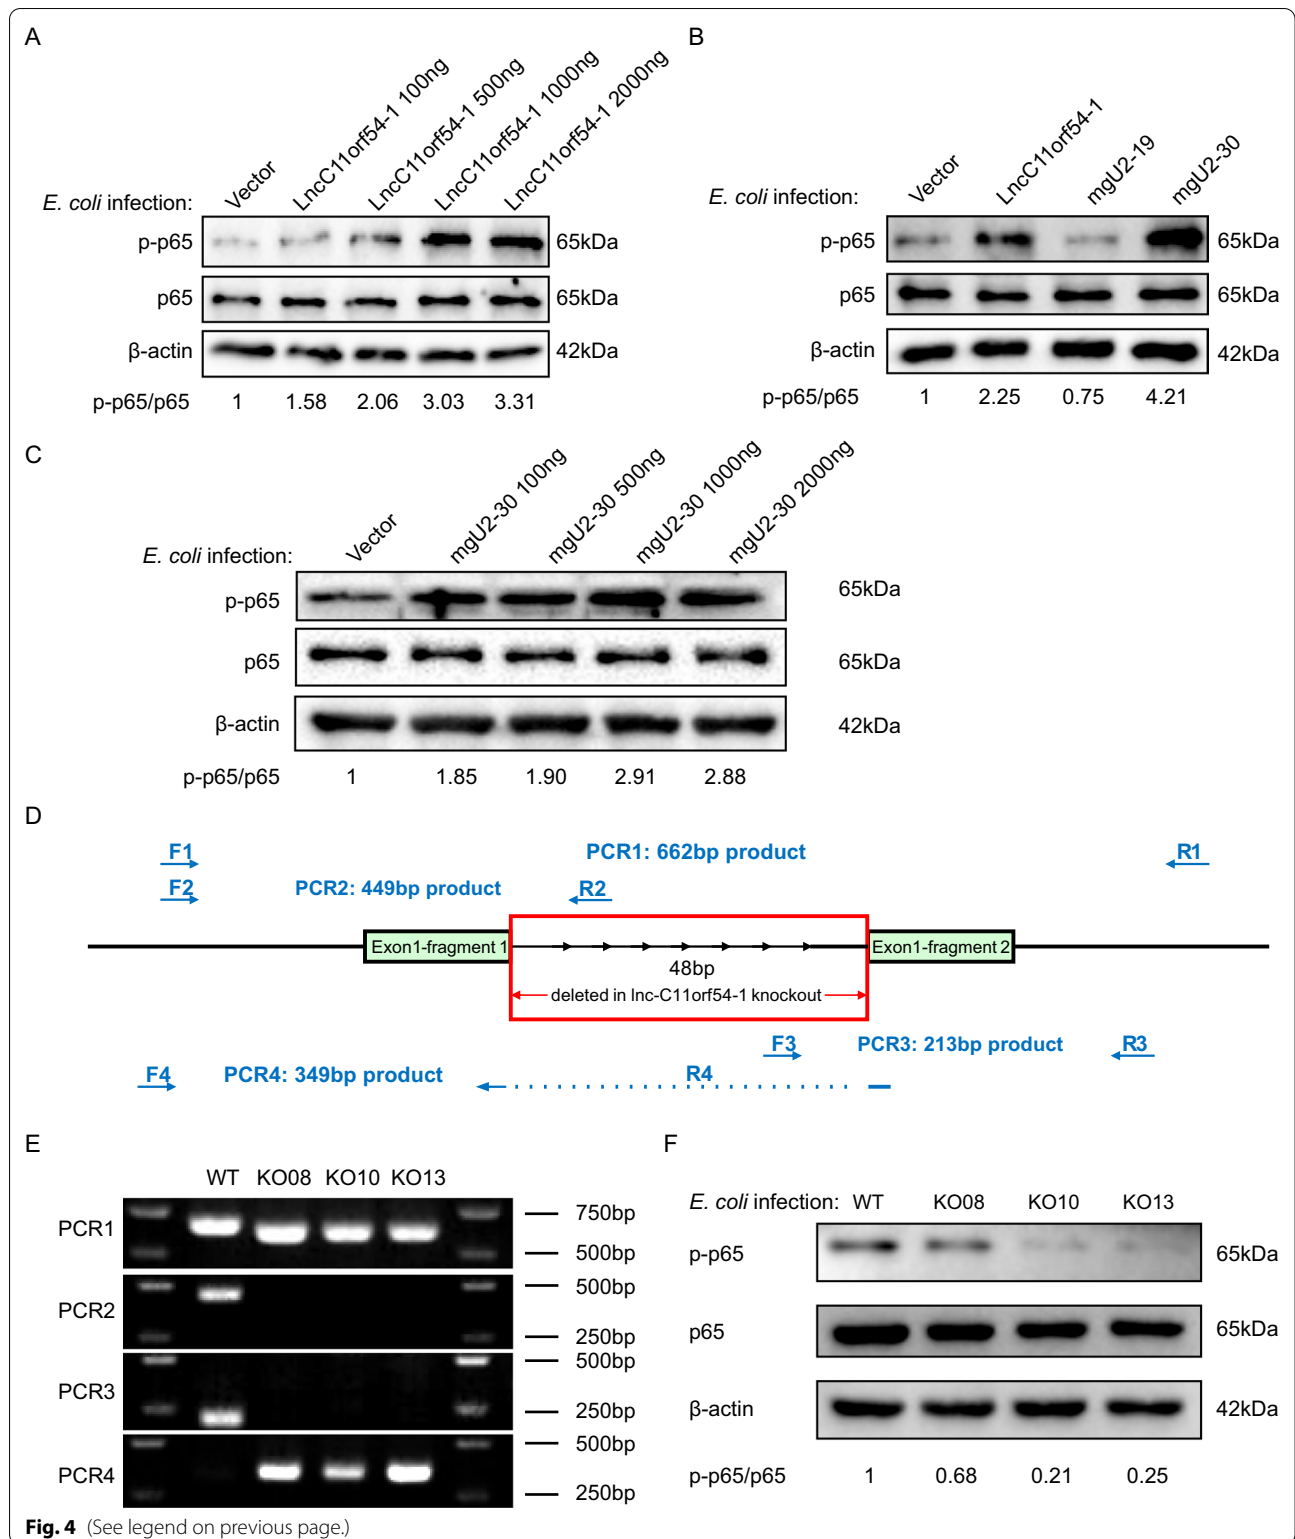 A
Vector
LncC11orf54-1 100ng
LncC11orf54-1 500ng
LncC11orf54-1 1000ng
LncC11orf54-1 2000ng
E. coli infection:
p-p65 65kDa
p65 65kDa
β-actin 42kDa
p-p65/p65 1 1.58 2.06 3.03 3.31
B
Vector
LncC11orf54-1
mgU2-19
mgU2-30
E. coli infection:
p-p65 65kDa
p65 65kDa
β-actin 42kDa
p-p65/p65 1 2.25 0.75 4.21
C
Vector
mgU2-30 100ng
mgU2-30 500ng
mgU2-30 1000ng
mgU2-30 2000ng
E. coli infection:
p-p65 65kDa
p65 65kDa
β-actin 42kDa
p-p65/p65 1 1.85 1.90 2.91 2.88
D
F1 PCR1: 662bp product R1
F2 PCR2: 449bp product R2
Exon1-fragment 1 Exon1-fragment 2
48bp
deleted in lnc-C11orf54-1 knockout
F3 PCR3: 213bp product R3
F4 PCR4: 349bp product R4
E
WT KO08 KO10 KO13
PCR1 750bp
500bp
PCR2 500bp
250bp
PCR3 500bp
250bp
PCR4 500bp
250bp
F
E. coli infection: WT KO08 KO10 KO13
p-p65 65kDa
p65 65kDa
β-actin 42kDa
p-p65/p65 1 0.68 0.21 0.25
Fig. 4 (See legend on previous page.)